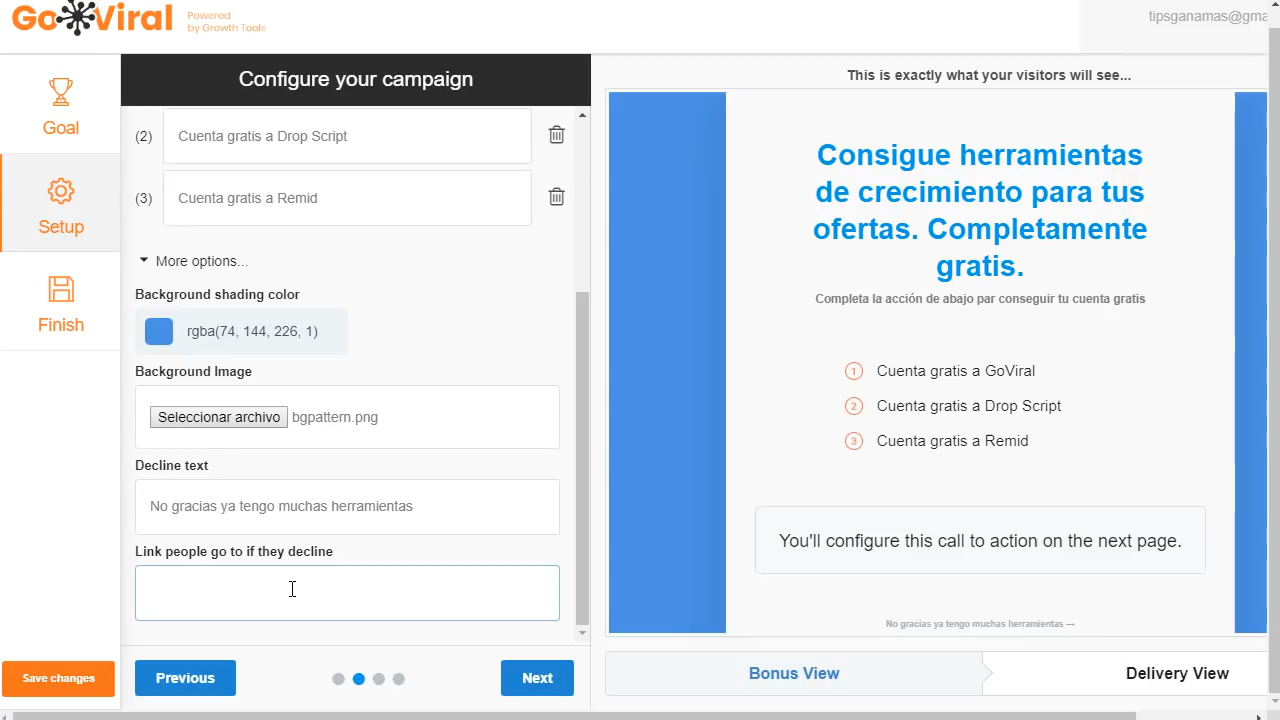 GoViral
Powered
by Growth Tools
tipsganamas@gma
Goal
Setup
Finish
Save changes
Configure your campaign
(2)
Cuenta gratis a Drop Script
(3)
Cuenta gratis a Remid
More options...
Background shading color
rgba(74, 144, 226, 1)
Background Image
Seleccionar archivo bgpattern.png
Decline text
No gracias ya tengo muchas herramientas
Link people go to if they decline
Previous
Next
This is exactly what your visitors will see...
Consigue herramientas
de crecimiento para tus
ofertas. Completamente
gratis.
Completa la acción de abajo par conseguir tu cuenta gratis
1 Cuenta gratis a GoViral
2 Cuenta gratis a Drop Script
3 Cuenta gratis a Remid
You'll configure this call to action on the next page.
No gracias ya tengo muchas herramientas —
Bonus View
Delivery View